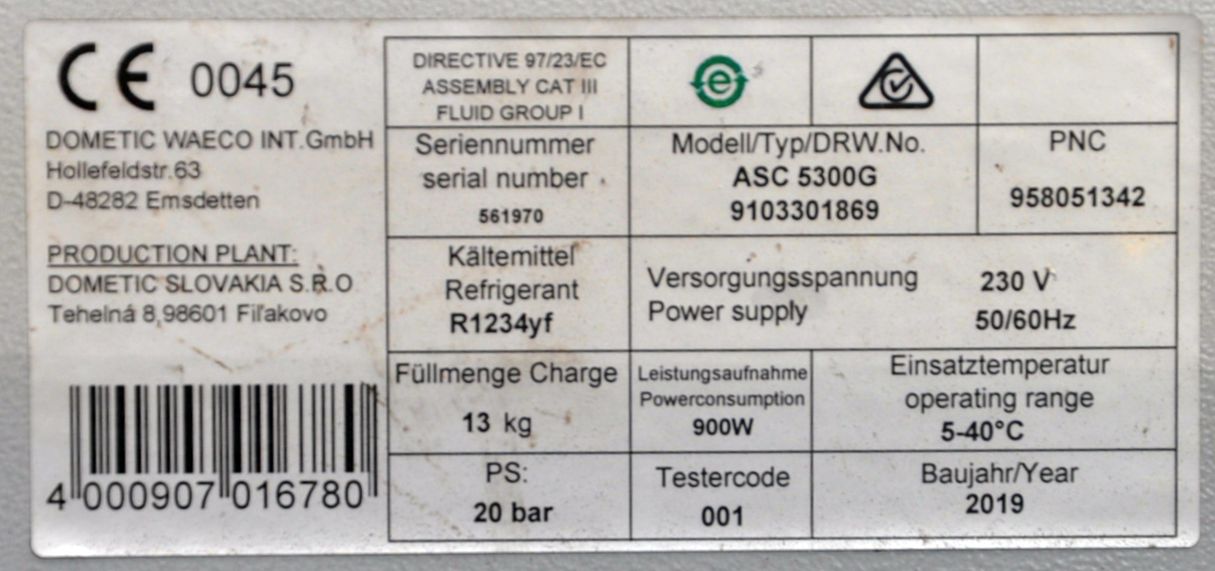 CE 0045
DOMETIC WAECO INT.GmbH
Hollefeldstr.63
D-48282 Emsdetten
PRODUCTION PLANT:
DOMETIC SLOVAKIA S.R.O
Tehelná 8,98601 Fiľakovo
4 000907 016780
DIRECTIVE 97/23/EC
ASSEMBLY CAT III
FLUID GROUP I
e
Seriennummer
serial number
561970
Modell/Typ/DRW.No.
ASC 5300G
9103301869
PNC
958051342
Kältemittel
Refrigerant
R1234yf
Versorgungsspannung 230 V
Power supply 50/60Hz
Füllmenge Charge
13 kg
Leistungsaufnahme
Powerconsumption
900W
Einsatztemperatur
operating range
5-40°C
PS:
20 bar
Testercode
001
Baujahr/Year
2019